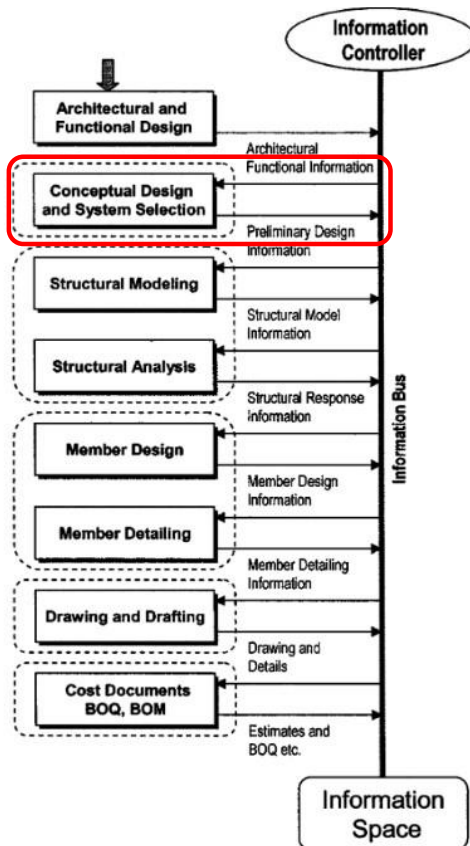 Information
Controller
Architectural and
Functional Design
Architectural
Functional Information
Conceptual Design
and System Selection
Preliminary Design
Information
Structural Modeling
Structural Model
Information
Structural Analysis
Structural Response
Information
Information Bus
Member Design
Member Design
Information
Member Detailing
Member Detailing
Information
Drawing and Drafting
Drawing and
Details
Cost Documents
BOQ, BOM
Estimates and
BOQ etc.
Information
Space